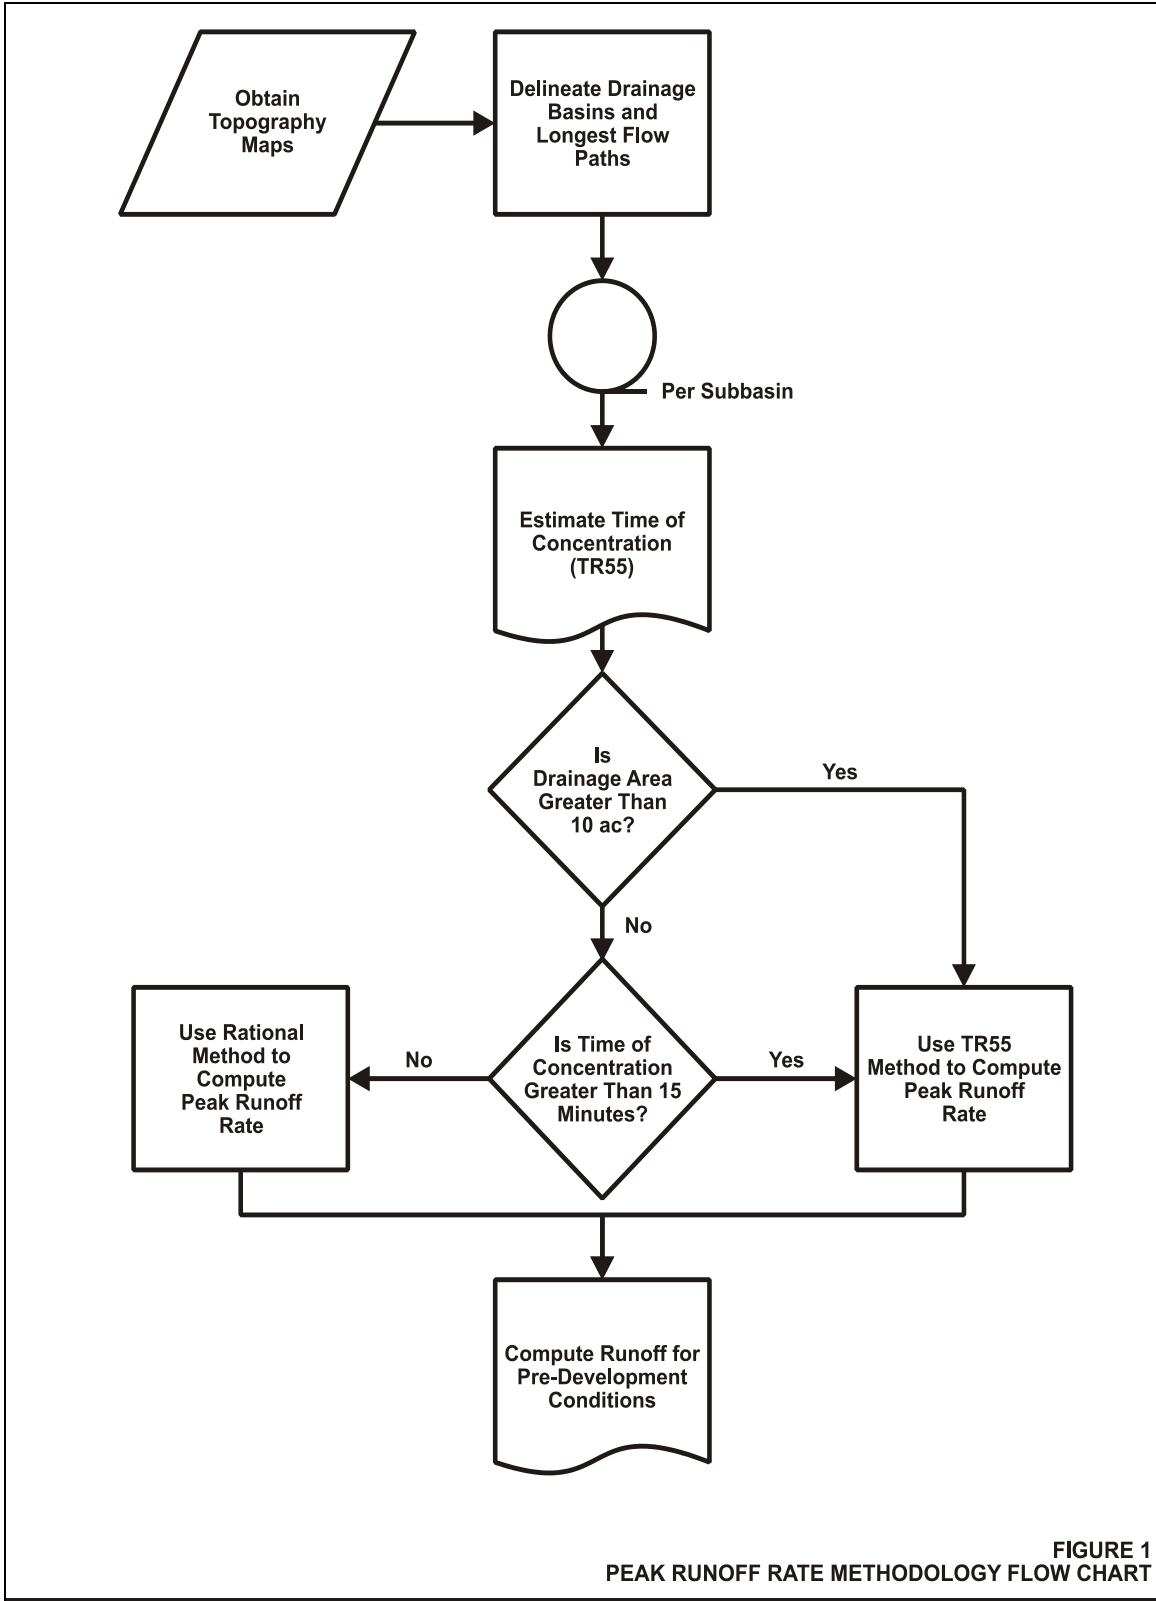 Obtain
Topography
Maps
Delineate Drainage
Basins and
Longest Flow
Paths
Per Subbasin
Estimate Time of
Concentration
(TR55)
Is
Drainage Area
Greater Than
10 ac?
Yes
No
Use Rational
Method to
Compute
Peak Runoff
Rate
No
Is Time of
Concentration
Greater Than 15
Minutes?
Yes
Use TR55
Method to Compute
Peak Runoff
Rate
Compute Runoff for
Pre-Development
Conditions
FIGURE 1
PEAK RUNOFF RATE METHODOLOGY FLOW CHART